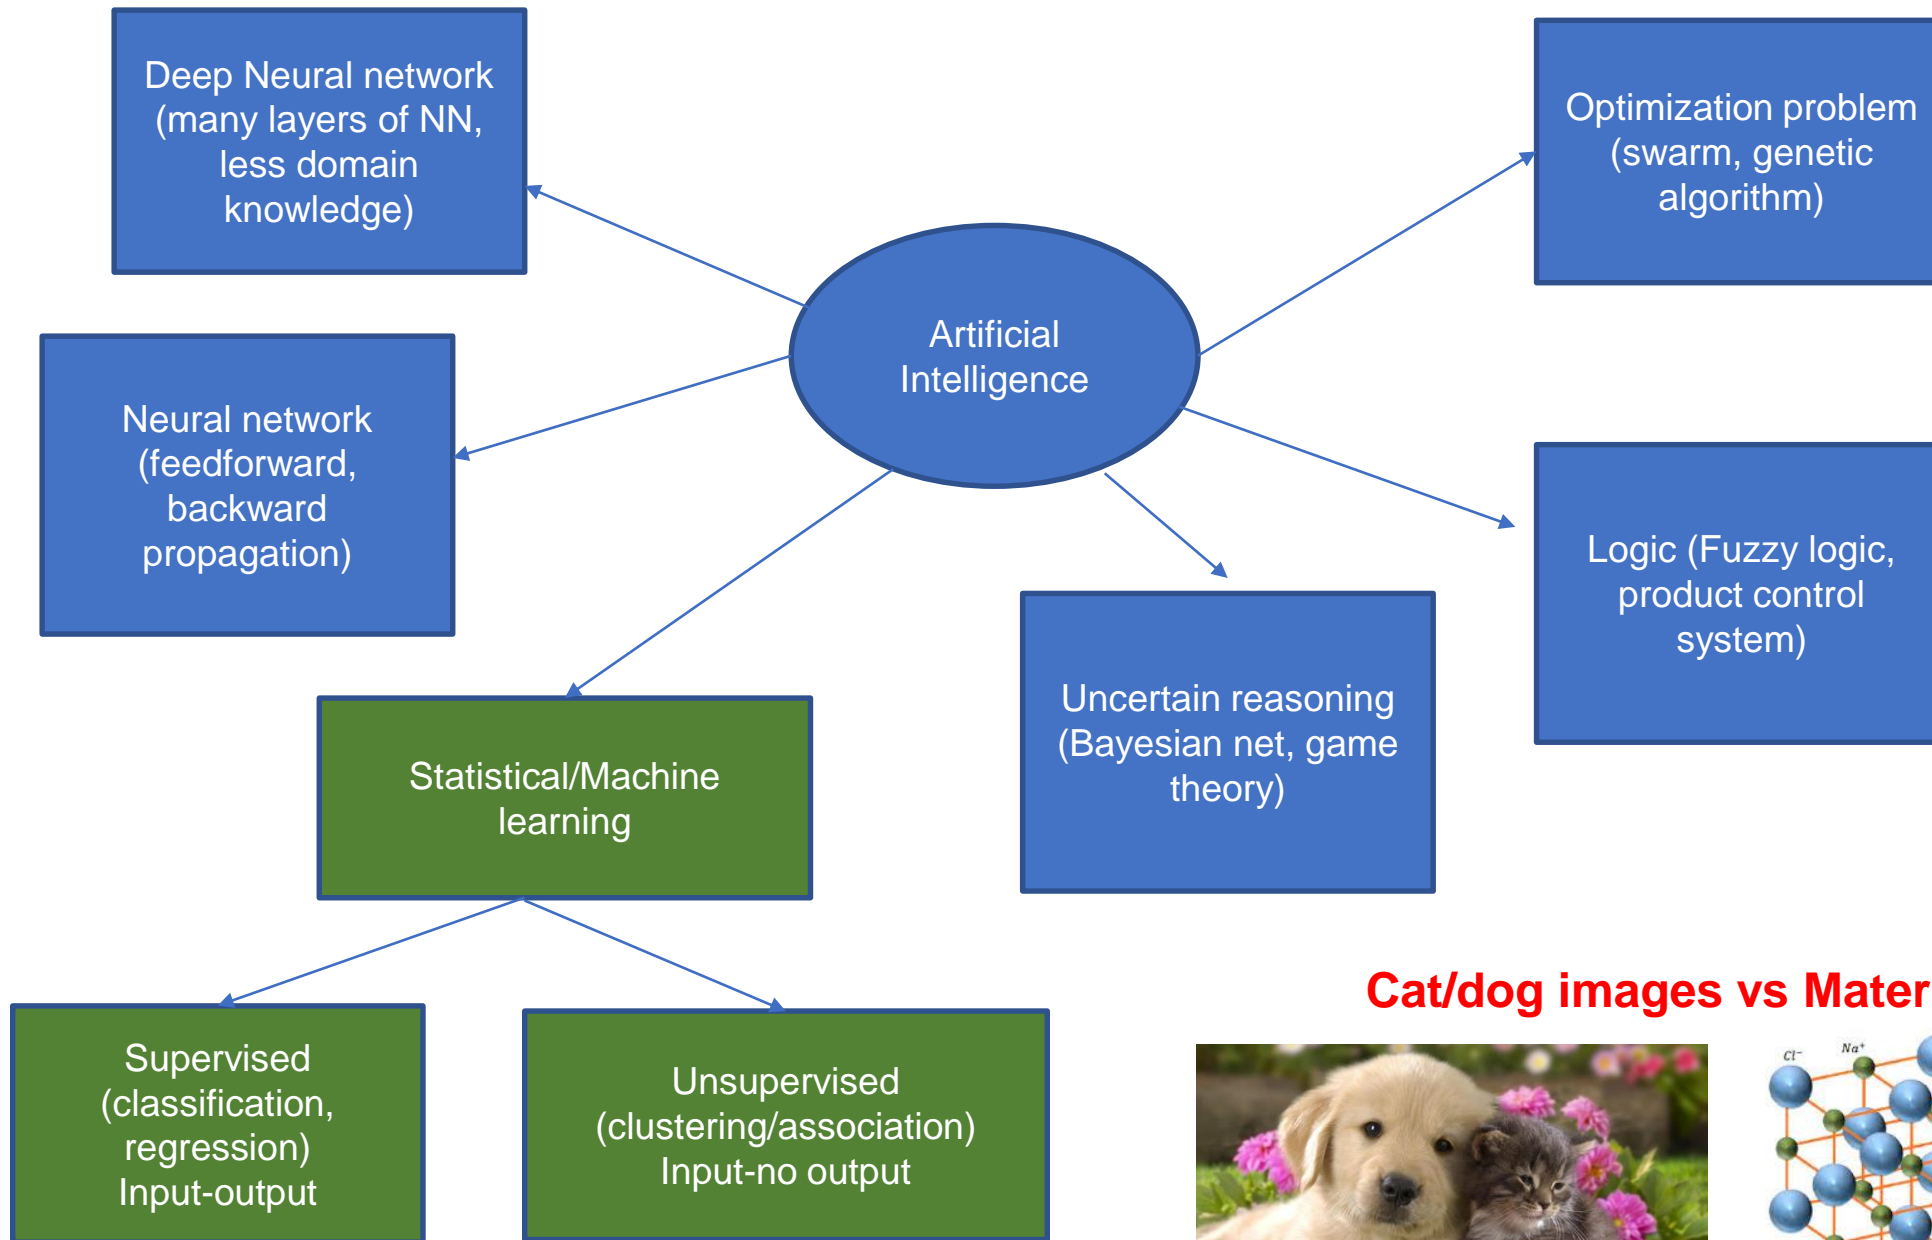 Deep Neural network
(many layers of NN,
less domain
knowledge)
Optimization problem
(swarm, genetic
algorithm)
Artificial
Intelligence
Neural network
(feedforward,
backward
propagation)
Logic (Fuzzy logic,
product control
system)
Uncertain reasoning
(Bayesian net, game
theory)
Statistical/Machine
learning
Supervised
(classification,
regression)
Input-output
Unsupervised
(clustering/association)
Input-no output
Cat/dog images vs Mater
Cl⁻ Na⁺